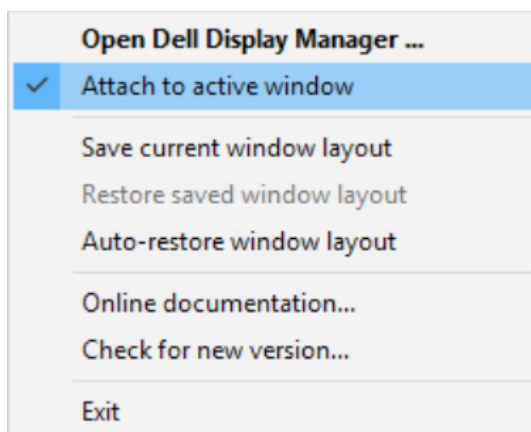 Open Dell Display Manager ...
Attach to active window
Save current window layout
Restore saved window layout
Auto-restore window layout
Online documentation...
Check for new version...
Exit